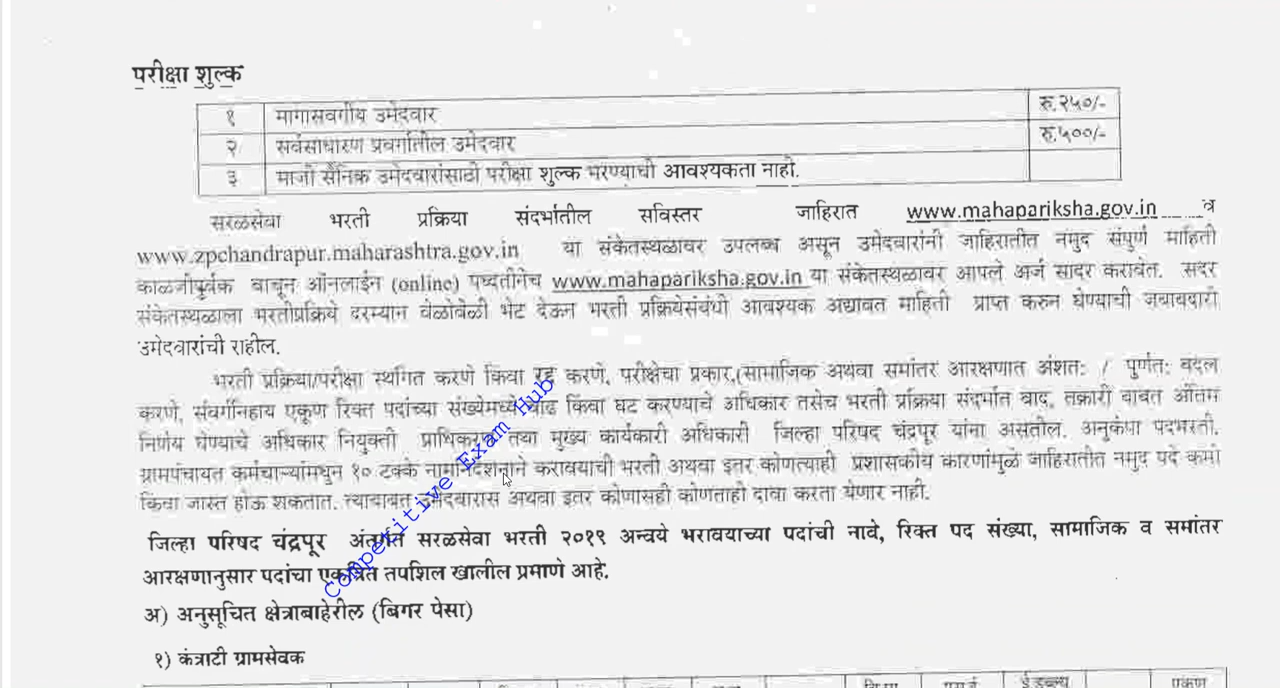 परीक्षा शुल्क
१ मागासवर्गीय उमेदवार रु.२५०/-
२ सर्वसाधारण प्रवर्गातील उमेदवार रु.५००/-
३ माजी सैनिक उमेदवारांसाठी परीक्षा शुल्क भरण्याची आवश्यकता नाही.
सरळसेवा भरती प्रक्रिया संदर्भातील सविस्तर जाहिरात www.mahapariksha.gov.in व
www.zpchandrapur.maharashtra.gov.in या संकेतस्थळावर उपलब्ध असून उमेदवारांनी जाहिरातीत नमुद संपुर्ण माहिती
काळजीपुर्वक वाचून ऑनलाईन (online) पध्दतीनेच www.mahapariksha.gov.in या संकेतस्थळावर आपले अर्ज सादर करावेत. सदर
संकेतस्थळाला भरतीप्रक्रिये दरम्यान वेळोवेळी भेट देऊन भरती प्रक्रियेसंबंधी आवश्यक अद्यावत माहिती प्राप्त करुन घेण्याची जबाबदारी
उमेदवारांची राहील.
भरती प्रक्रिया/परीक्षा स्थगित करणे किंवा रद्द करणे, परीक्षेचा प्रकार,(सामाजिक अथवा समांतर आरक्षणात अंशत: / पुर्णत: बदल
करणे, संवर्गनिहाय एकूण रिक्त पदांच्या संख्येमध्ये वाढ किंवा घट करण्याचे अधिकार तसेच भरती प्रक्रिया संदर्भात वाद, तक्रारी बाबत अंतिम
निर्णय घेण्याचे अधिकार नियुक्ती प्राधिकरण तथा मुख्य कार्यकारी अधिकारी जिल्हा परिषद चंद्रपूर यांना असतील. अनुकंपा पदभरती,
ग्रामपंचायत कर्मचाऱ्यांमधुन १० टक्के नामनिर्देशनाने करावयाची भरती अथवा इतर कोणत्याही प्रशासकीय कारणांमुळे जाहिरातीत नमुद पदे कमी
किंवा जास्त होऊ शकतात. त्याबाबत उमेदवारास अथवा इतर कोणासही कोणताही दावा करता येणार नाही.
जिल्हा परिषद चंद्रपूर अंतर्गत सरळसेवा भरती २०१९ अन्वये भरावयाच्या पदांची नावे, रिक्त पद संख्या, सामाजिक व समांतर
आरक्षणानुसार पदांचा एकत्रित तपशिल खालील प्रमाणे आहे.
अ) अनुसूचित क्षेत्राबाहेरील (बिगर पेसा)
१) कंत्राटी ग्रामसेवक
एकूण
Competitive Exam Hub